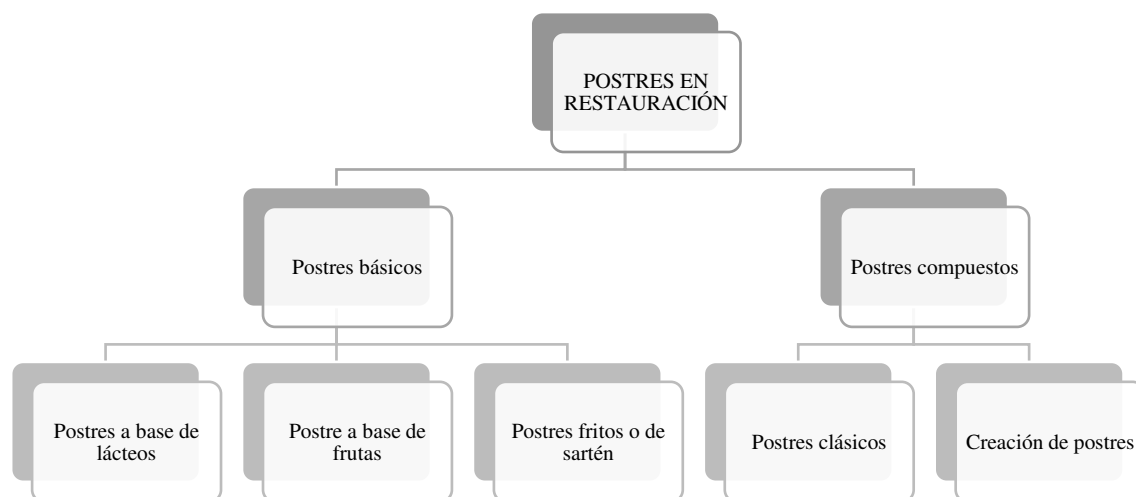 POSTRES EN
RESTAURACIÓN
Postres básicos
Postres compuestos
Postres a base de
lácteos
Postre a base de
frutas
Postres fritos o de
sartén
Postres clásicos
Creación de postres